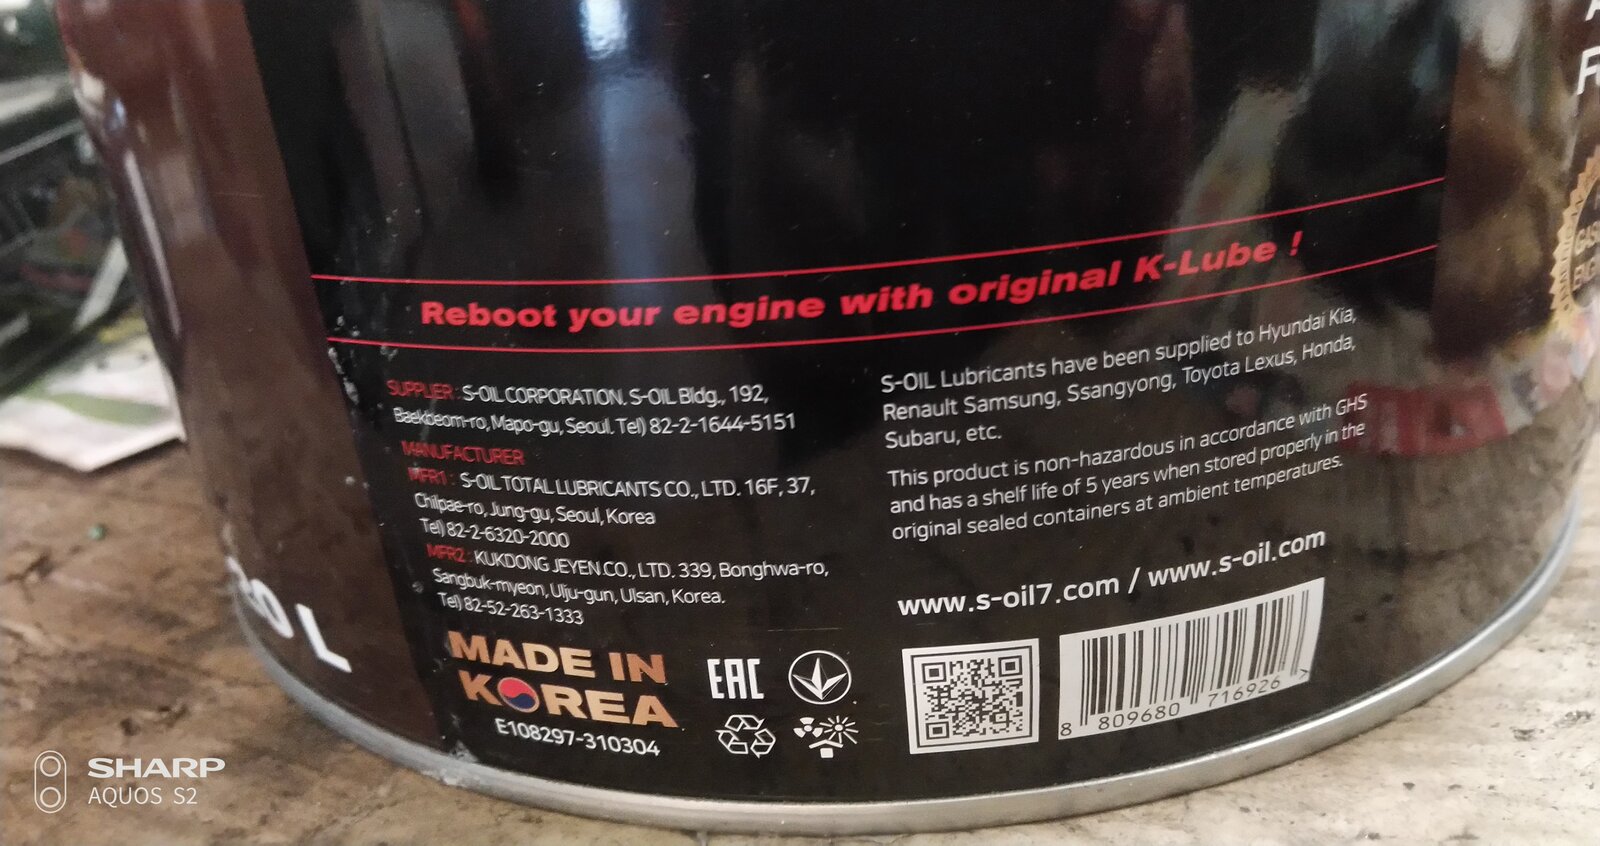 Reboot your engine with original K-Lube !
SUPPLIER : S-OIL CORPORATION. S-OIL Bldg., 192,
Baekbeom-ro, Mapo-gu, Seoul. Tel) 82-2-1644-5151
MANUFACTURER
MFR1 : S-OIL TOTAL LUBRICANTS CO., LTD. 16F, 37,
Chilpae-ro, Jung-gu, Seoul, Korea
Tel) 82-2-6320-2000
MFR2 : KUKDONG JEYEN CO., LTD. 339, Bonghwa-ro,
Sangbuk-myeon, Ulju-gun, Ulsan, Korea.
Tel) 82-52-263-1333
MADE IN
KOREA
E108297-310304
EAC
S-OIL Lubricants have been supplied to Hyundai Kia,
Renault Samsung, Ssangyong, Toyota Lexus, Honda,
Subaru, etc.
This product is non-hazardous in accordance with GHS
and has a shelf life of 5 years when stored properly in the
original sealed containers at ambient temperatures.
www.s-oil7.com / www.s-oil.com
8 809680 716926 >
L
SHARP
AQUOS S2